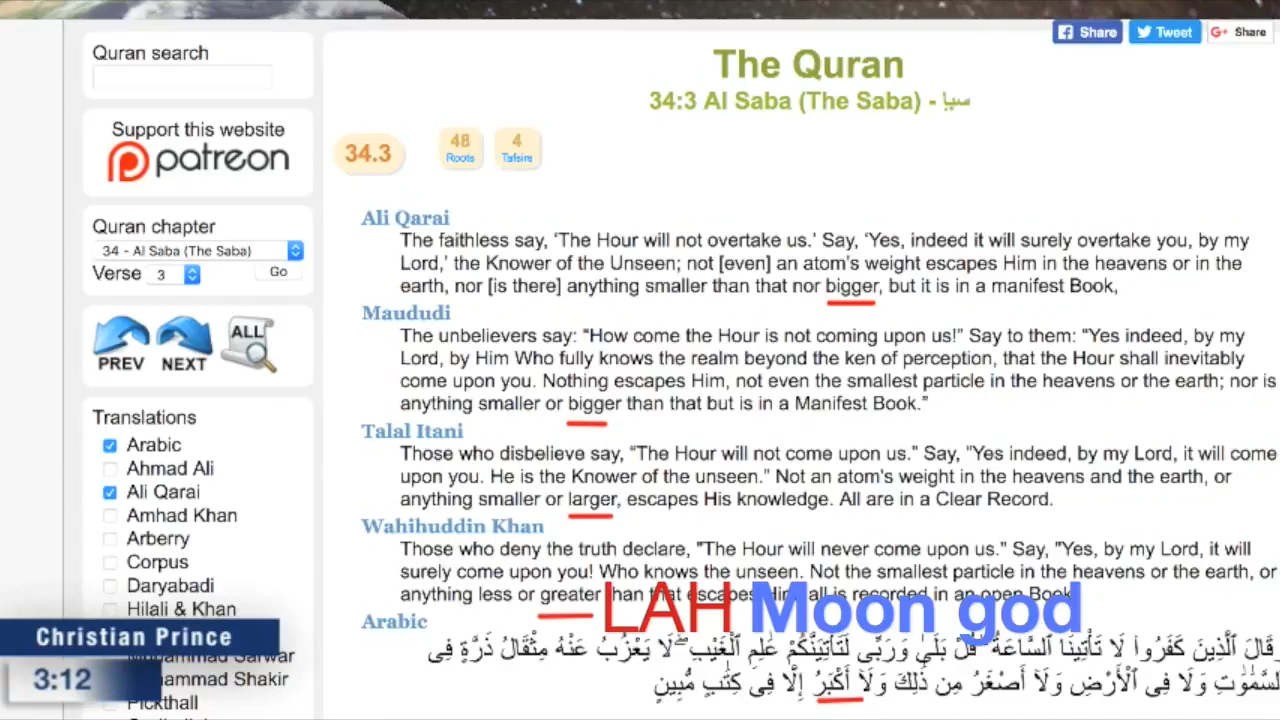 Share
Tweet
G+ Share
Quran search
The Quran
34:3 Al Saba (The Saba) - سبإ
Support this website
patreon
34.3
48
Roots
4
Tafsirs
Quran chapter
34 - Al Saba (The Saba)
Verse 3
Go
PREV
NEXT
ALL
Translations
Arabic
Ahmad Ali
Ali Qarai
Amhad Khan
Arberry
Corpus
Daryabadi
Hilali & Khan
Muhammad Sarwar
Muhammad Shakir
Pickthall
Ali Qarai
The faithless say, ‘The Hour will not overtake us.’ Say, ‘Yes, indeed it will surely overtake you, by my
Lord,’ the Knower of the Unseen; not [even] an atom’s weight escapes Him in the heavens or in the
earth, nor [is there] anything smaller than that nor bigger, but it is in a manifest Book,
Maududi
The unbelievers say: “How come the Hour is not coming upon us!” Say to them: “Yes indeed, by my
Lord, by Him Who fully knows the realm beyond the ken of perception, that the Hour shall inevitably
come upon you. Nothing escapes Him, not even the smallest particle in the heavens or the earth; nor is
anything smaller or bigger than that but is in a Manifest Book.”
Talal Itani
Those who disbelieve say, “The Hour will not come upon us.” Say, “Yes indeed, by my Lord, it will come
upon you. He is the Knower of the unseen.” Not an atom’s weight in the heavens and the earth, or
anything smaller or larger, escapes His knowledge. All are in a Clear Record.
Wahihuddin Khan
Those who deny the truth declare, "The Hour will never come upon us." Say, "Yes, by my Lord, it will
surely come upon you! Who knows the unseen. Not the smallest particle in the heavens or the earth, or
anything less or greater than that escapes Him all is recorded in an open Book
LAH Moon god
Arabic
وَقَالَ ٱلَّذِينَ كَفَرُوا۟ لَا تَأْتِينَا ٱلسَّاعَةُ ۖ قُلْ بَلَىٰ وَرَبِّى لَتَأْتِيَنَّكُمْ عَٰلِمِ ٱلْغَيْبِ ۖ لَا يَعْزُبُ عَنْهُ مِثْقَالُ ذَرَّةٍ فِى
ٱلسَّمَٰوَٰتِ وَلَا فِى ٱلْأَرْضِ وَلَآ أَصْغَرُ مِن ذَٰلِكَ وَلَآ أَكْبَرُ إِلَّا فِى كِتَٰبٍ مُّبِينٍ
Christian Prince
3:12